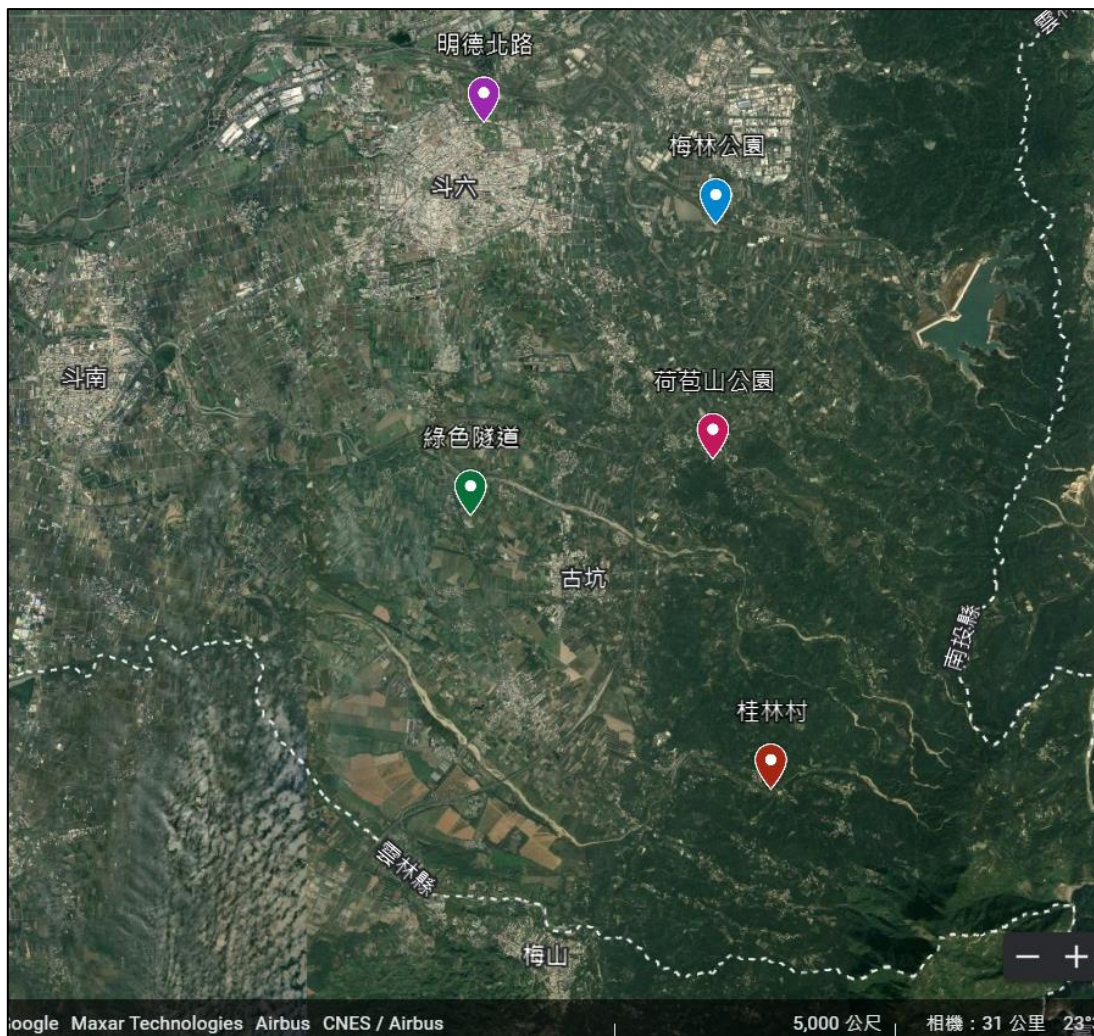 明德北路
梅林公園
斗六
斗南
荷苞山公園
綠色隧道
古坑
南投縣
桂林村
雲林縣
梅山
oogle Maxar Technologies Airbus CNES / Airbus
5,000 公尺
相機：31 公里 23°